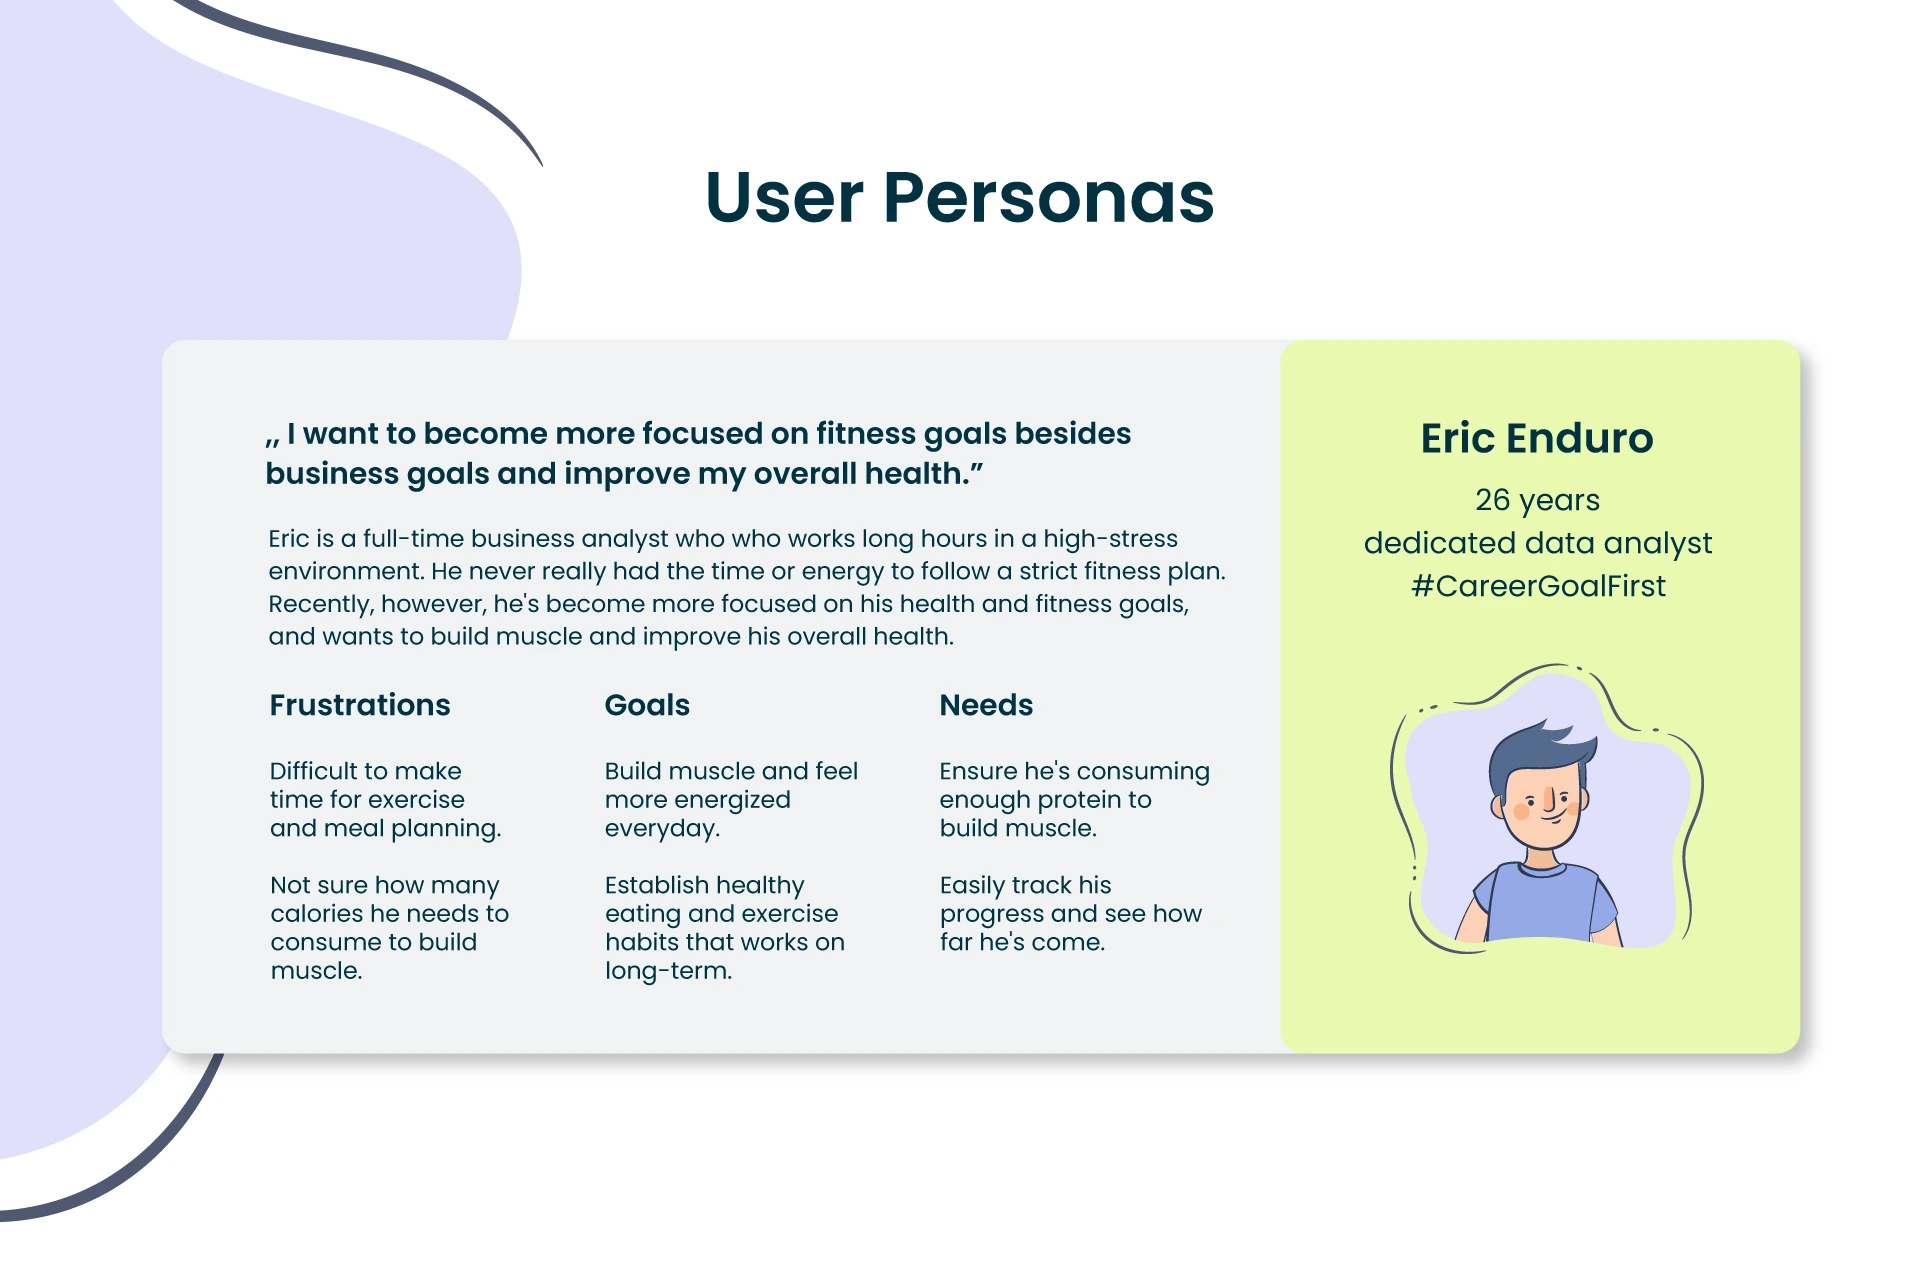 User Personas
,, I want to become more focused on fitness goals besides
business goals and improve my overall health.”
Eric is a full-time business analyst who who works long hours in a high-stress
environment. He never really had the time or energy to follow a strict fitness plan.
Recently, however, he's become more focused on his health and fitness goals,
and wants to build muscle and improve his overall health.
Frustrations
Difficult to make
time for exercise
and meal planning.
Not sure how many
calories he needs to
consume to build
muscle.
Goals
Build muscle and feel
more energized
everyday.
Establish healthy
eating and exercise
habits that works on
long-term.
Needs
Ensure he's consuming
enough protein to
build muscle.
Easily track his
progress and see how
far he's come.
Eric Enduro
26 years
dedicated data analyst
#CareerGoalFirst